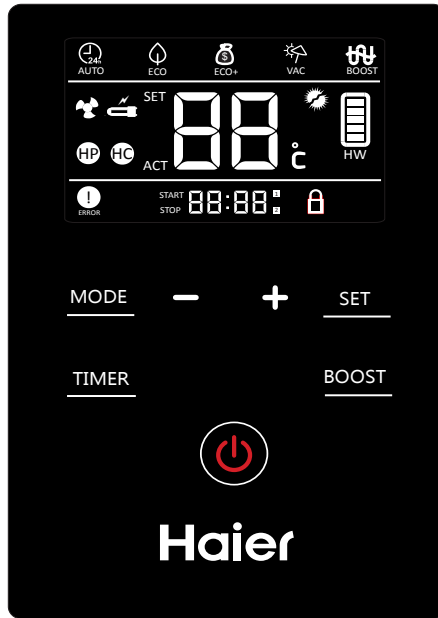 24h
AUTO ECO $ ECO+ VAC BOOST
SET 88 °c
HP HC ACT HW
! ERROR START STOP 88:88 1 2
MODE − + SET
TIMER BOOST
Haier